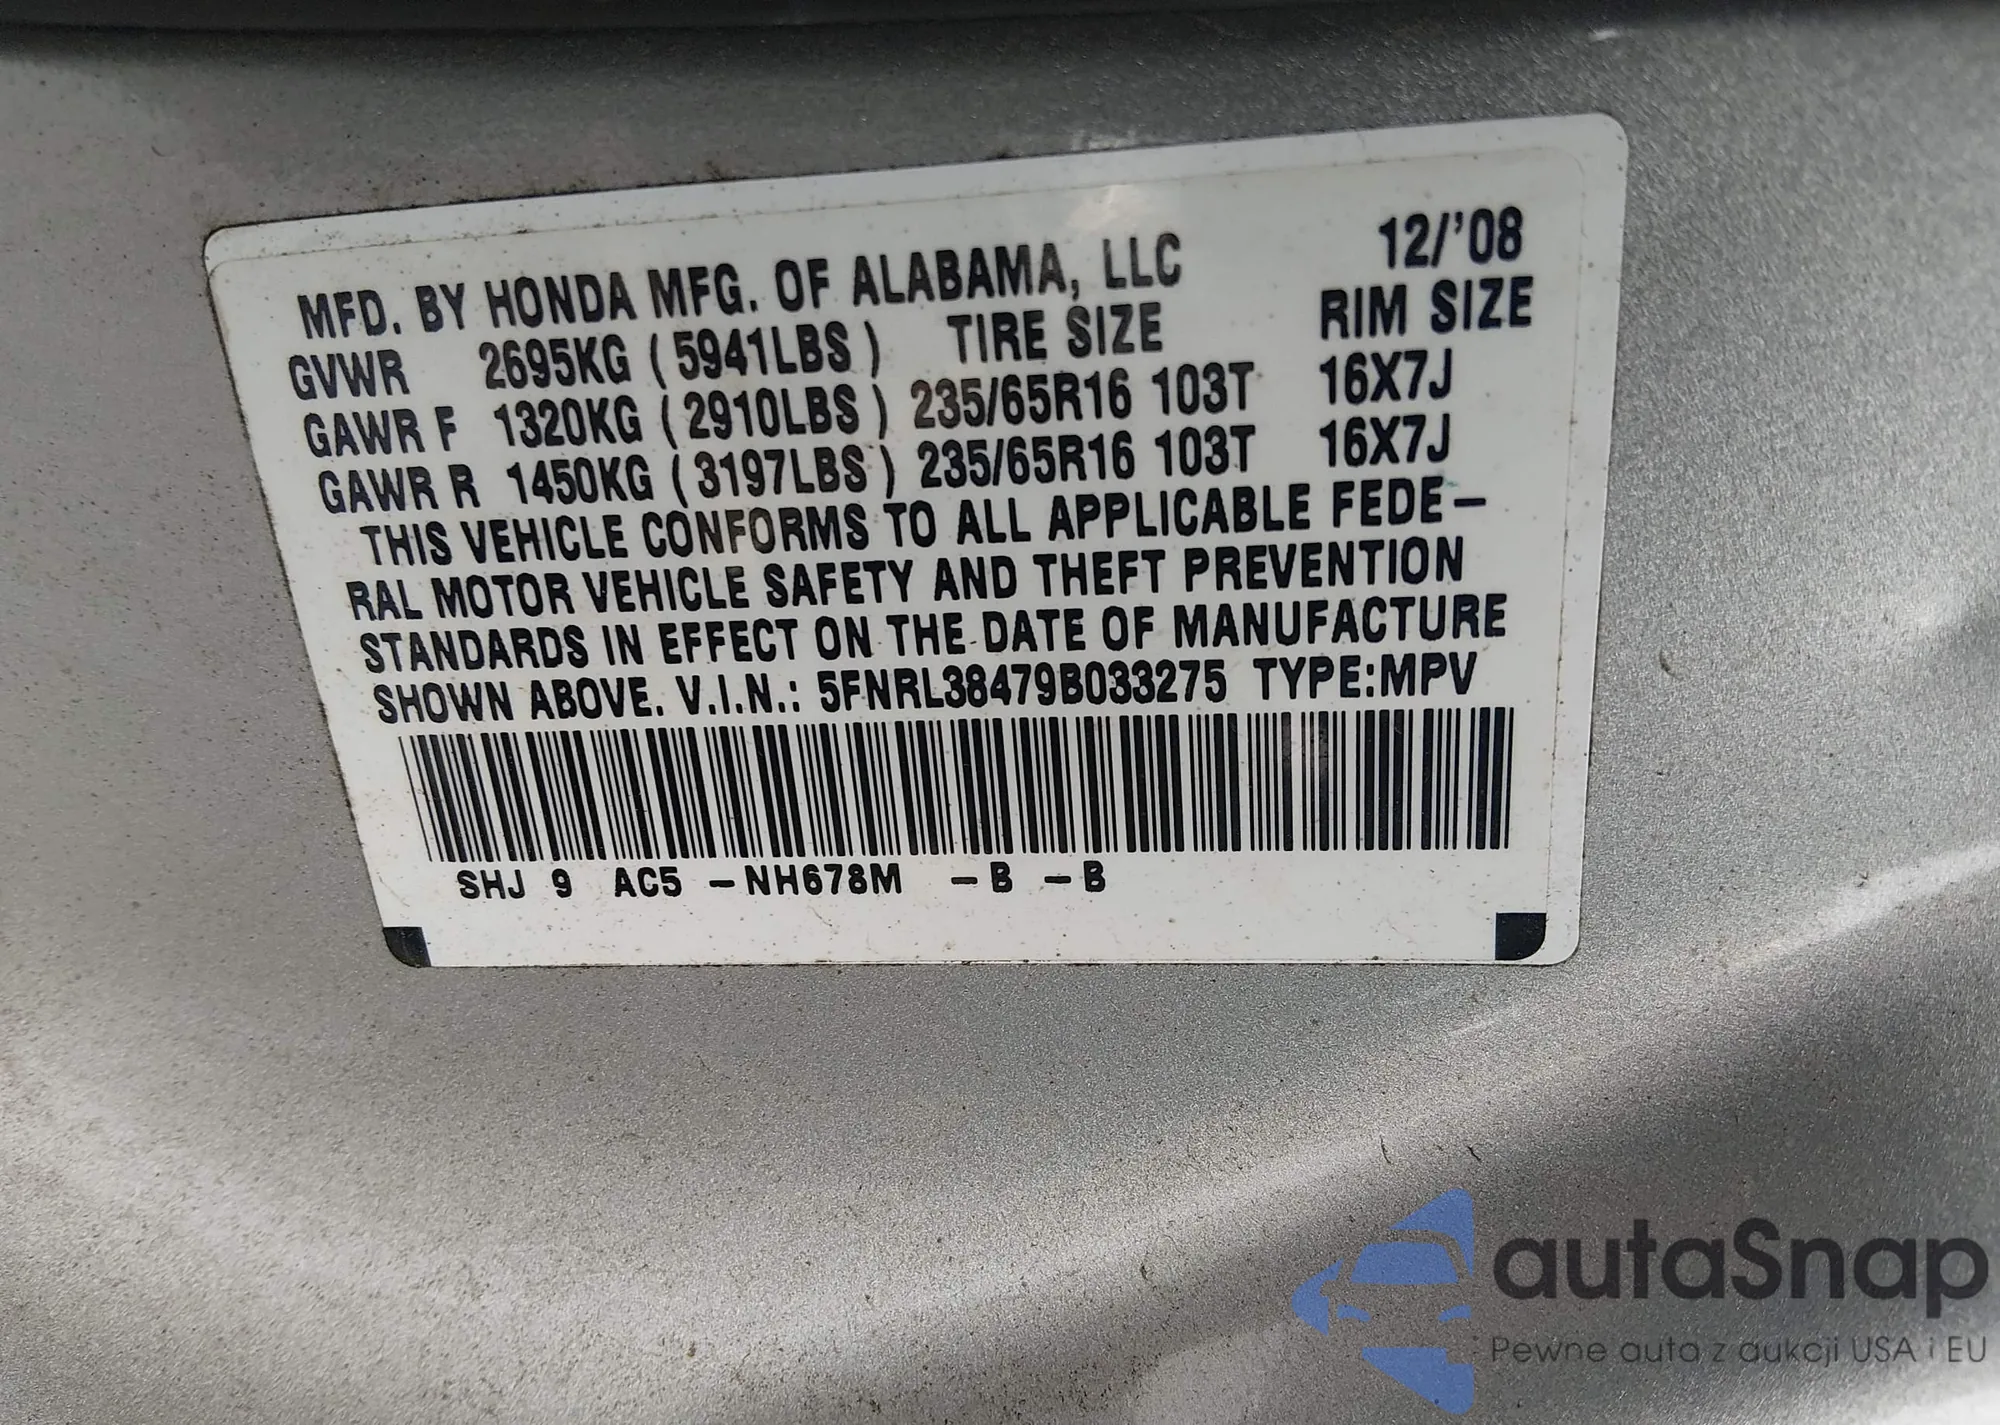 MFD. BY HONDA MFG. OF ALABAMA, LLC 12/'08
GVWR 2695KG (5941LBS) TIRE SIZE RIM SIZE
GAWR F 1320KG (2910LBS) 235/65R16 103T 16X7J
GAWR R 1450KG (3197LBS) 235/65R16 103T 16X7J
THIS VEHICLE CONFORMS TO ALL APPLICABLE FEDE-
RAL MOTOR VEHICLE SAFETY AND THEFT PREVENTION
STANDARDS IN EFFECT ON THE DATE OF MANUFACTURE
SHOWN ABOVE. V.I.N.: 5FNRL38479B033275 TYPE:MPV
SHJ 9 AC5 -NH678M -B -B
autaSnap
Pewne auta z aukcji USA i EU